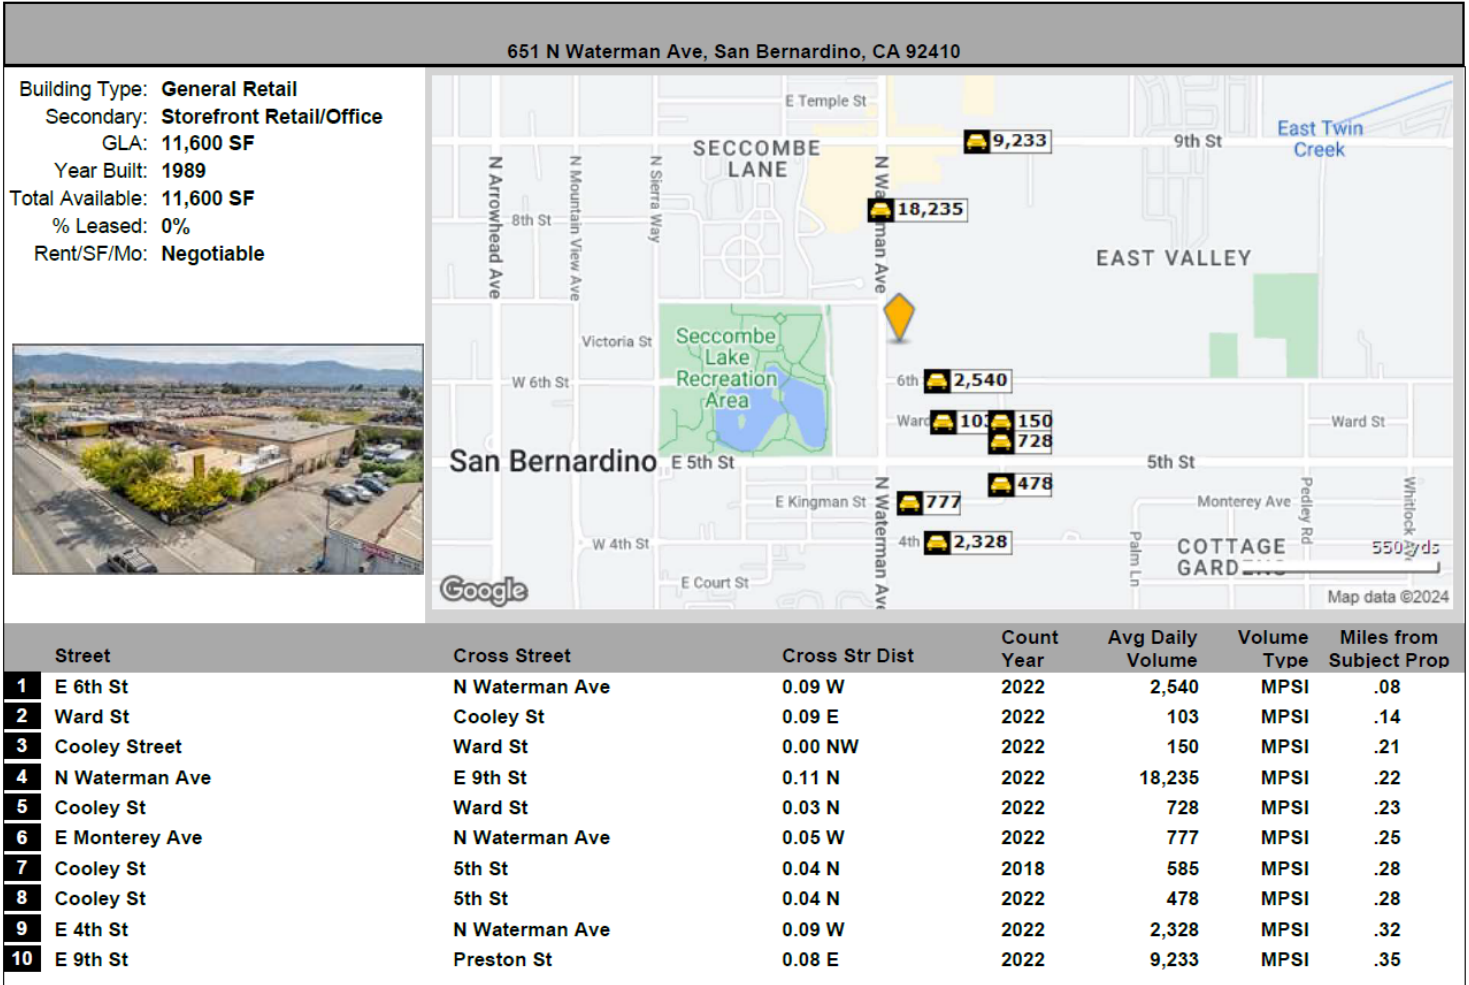 651 N Waterman Ave, San Bernardino, CA 92410
Building Type: General Retail
Secondary: Storefront Retail/Office
GLA: 11,600 SF
Year Built: 1989
Total Available: 11,600 SF
% Leased: 0%
Rent/SF/Mo: Negotiable
E Temple St
9,233
9th St
East Twin
Creek
SECCOMBE
LANE
N Arrowhead Ave
N Mountain View Ave
N Sierra Way
18,235
8th St
EAST VALLEY
Victoria St
Seccombe
Lake
Recreation
Area
W 6th St
6th
2,540
150
Ward St
728
San Bernardino
E 5th St
5th St
478
E Kingman St
N Waterman Ave
777
Monterey Ave
Pedley Rd
W 4th St
4th
2,328
Palm Ln
COTTAGE
550 yds
E Court St
Google
Map data ©2024
Street Cross Street Cross Str Dist Count Year Avg Daily Volume Volume Type Miles from Subject Prop
1 E 6th St N Waterman Ave 0.09 W 2022 2,540 MPSI .08
2 Ward St Cooley St 0.09 E 2022 103 MPSI .14
3 Cooley Street Ward St 0.00 NW 2022 150 MPSI .21
4 N Waterman Ave E 9th St 0.11 N 2022 18,235 MPSI .22
5 Cooley St Ward St 0.03 N 2022 728 MPSI .23
6 E Monterey Ave N Waterman Ave 0.05 W 2022 777 MPSI .25
7 Cooley St 5th St 0.04 N 2018 585 MPSI .28
8 Cooley St 5th St 0.04 N 2022 478 MPSI .28
9 E 4th St N Waterman Ave 0.09 W 2022 2,328 MPSI .32
10 E 9th St Preston St 0.08 E 2022 9,233 MPSI .35